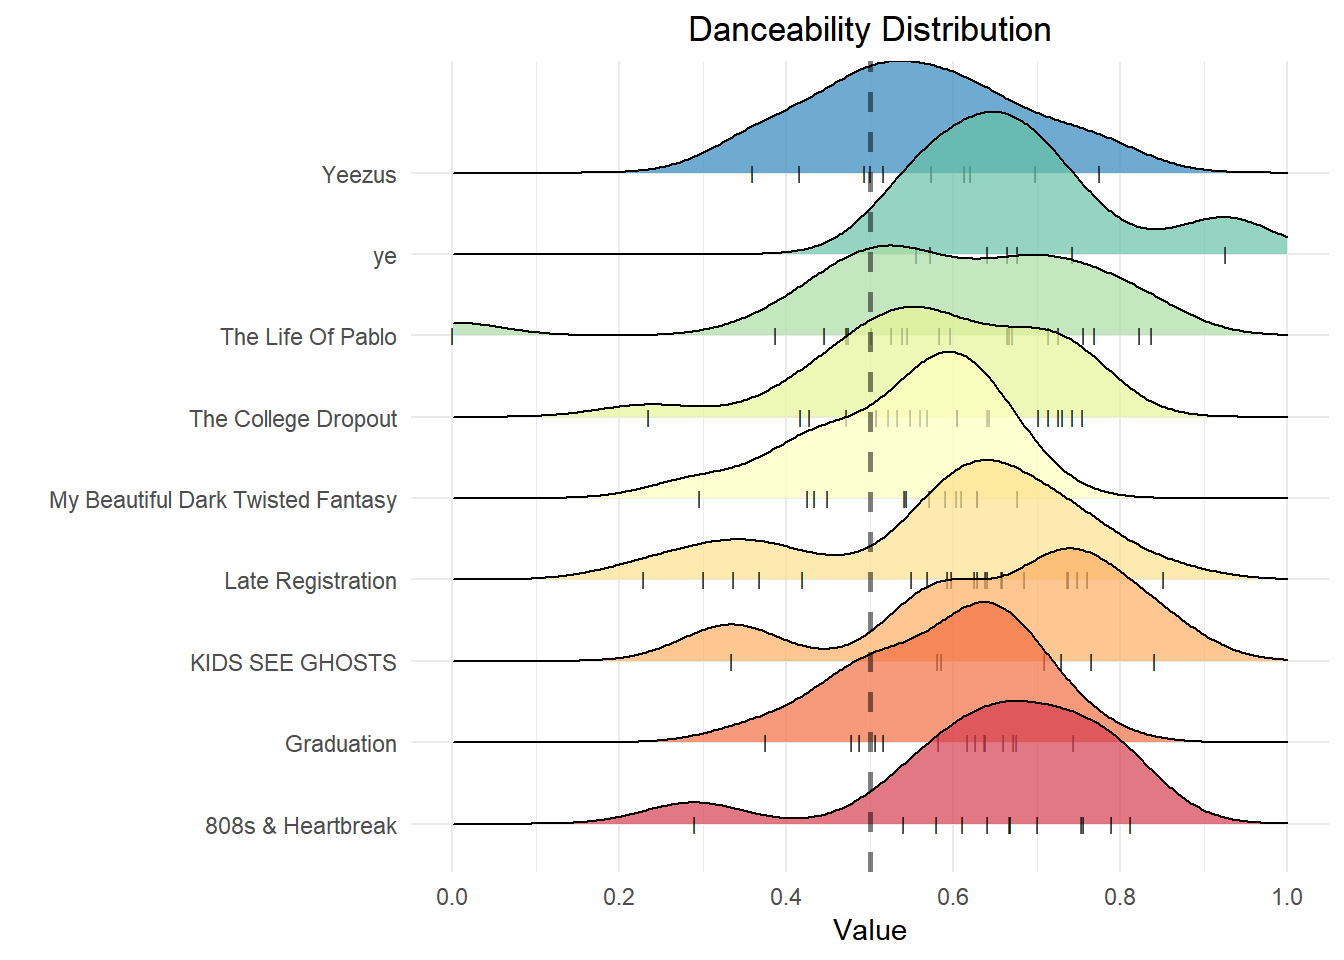 Danceability Distribution
Yeezus
ye
The Life Of Pablo
The College Dropout
My Beautiful Dark Twisted Fantasy
Late Registration
KIDS SEE GHOSTS
Graduation
808s & Heartbreak
0.0 0.2 0.4 0.6 0.8 1.0
Value